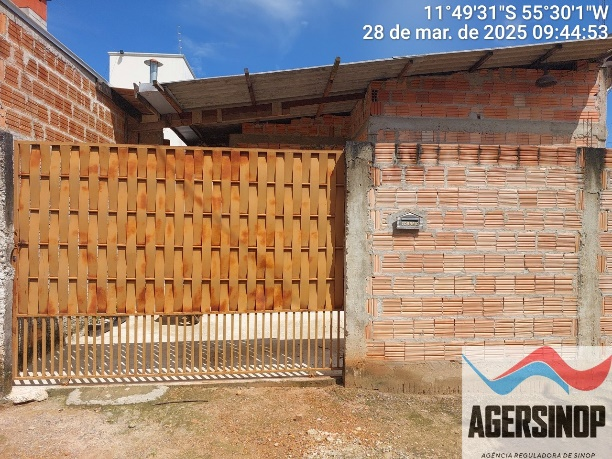 11°49'31"S 55°30'1"W
28 de mar. de 2025 09:44:53
AGERSINOP
AGÊNCIA REGULADORA DE SINOP